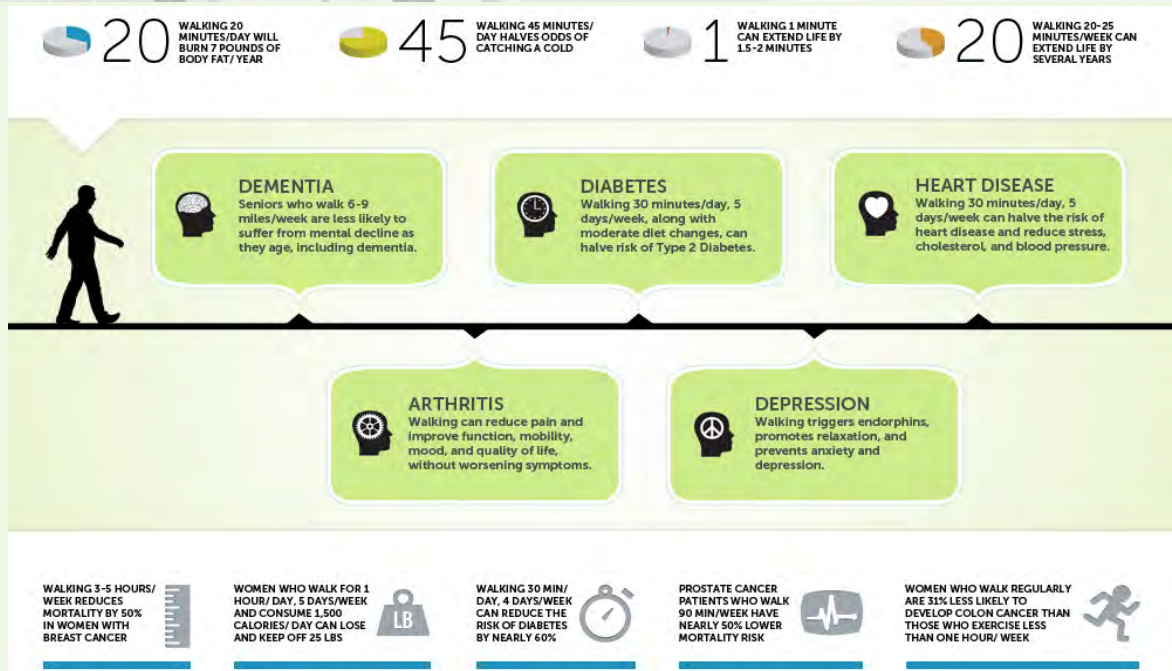 20
WALKING 20
MINUTES/DAY WILL
BURN 7 POUNDS OF
BODY FAT/ YEAR
45
WALKING 45 MINUTES/
DAY HALVES ODDS OF
CATCHING A COLD
1
WALKING 1 MINUTE
CAN EXTEND LIFE BY
1.5-2 MINUTES
20
WALKING 20-25
MINUTES/WEEK CAN
EXTEND LIFE BY
SEVERAL YEARS
DEMENTIA
Seniors who walk 6-9
miles/week are less likely to
suffer from mental decline as
they age, including dementia.
DIABETES
Walking 30 minutes/day, 5
days/week, along with
moderate diet changes, can
halve risk of Type 2 Diabetes.
HEART DISEASE
Walking 30 minutes/day, 5
days/week can halve the risk of
heart disease and reduce stress,
cholesterol, and blood pressure.
ARTHRITIS
Walking can reduce pain and
improve function, mobility,
mood, and quality of life,
without worsening symptoms.
DEPRESSION
Walking triggers endorphins,
promotes relaxation, and
prevents anxiety and
depression.
WALKING 3-5 HOURS/
WEEK REDUCES
MORTALITY BY 50%
IN WOMEN WITH
BREAST CANCER
WOMEN WHO WALK FOR 1
HOUR/ DAY, 5 DAYS/WEEK
AND CONSUME 1,500
CALORIES/ DAY CAN LOSE
AND KEEP OFF 25 LBS
LB
WALKING 30 MIN/
DAY, 4 DAYS/WEEK
CAN REDUCE THE
RISK OF DIABETES
BY NEARLY 60%
PROSTATE CANCER
PATIENTS WHO WALK
90 MIN/WEEK HAVE
NEARLY 50% LOWER
MORTALITY RISK
WOMEN WHO WALK REGULARLY
ARE 31% LESS LIKELY TO
DEVELOP COLON CANCER THAN
THOSE WHO EXERCISE LESS
THAN ONE HOUR/ WEEK